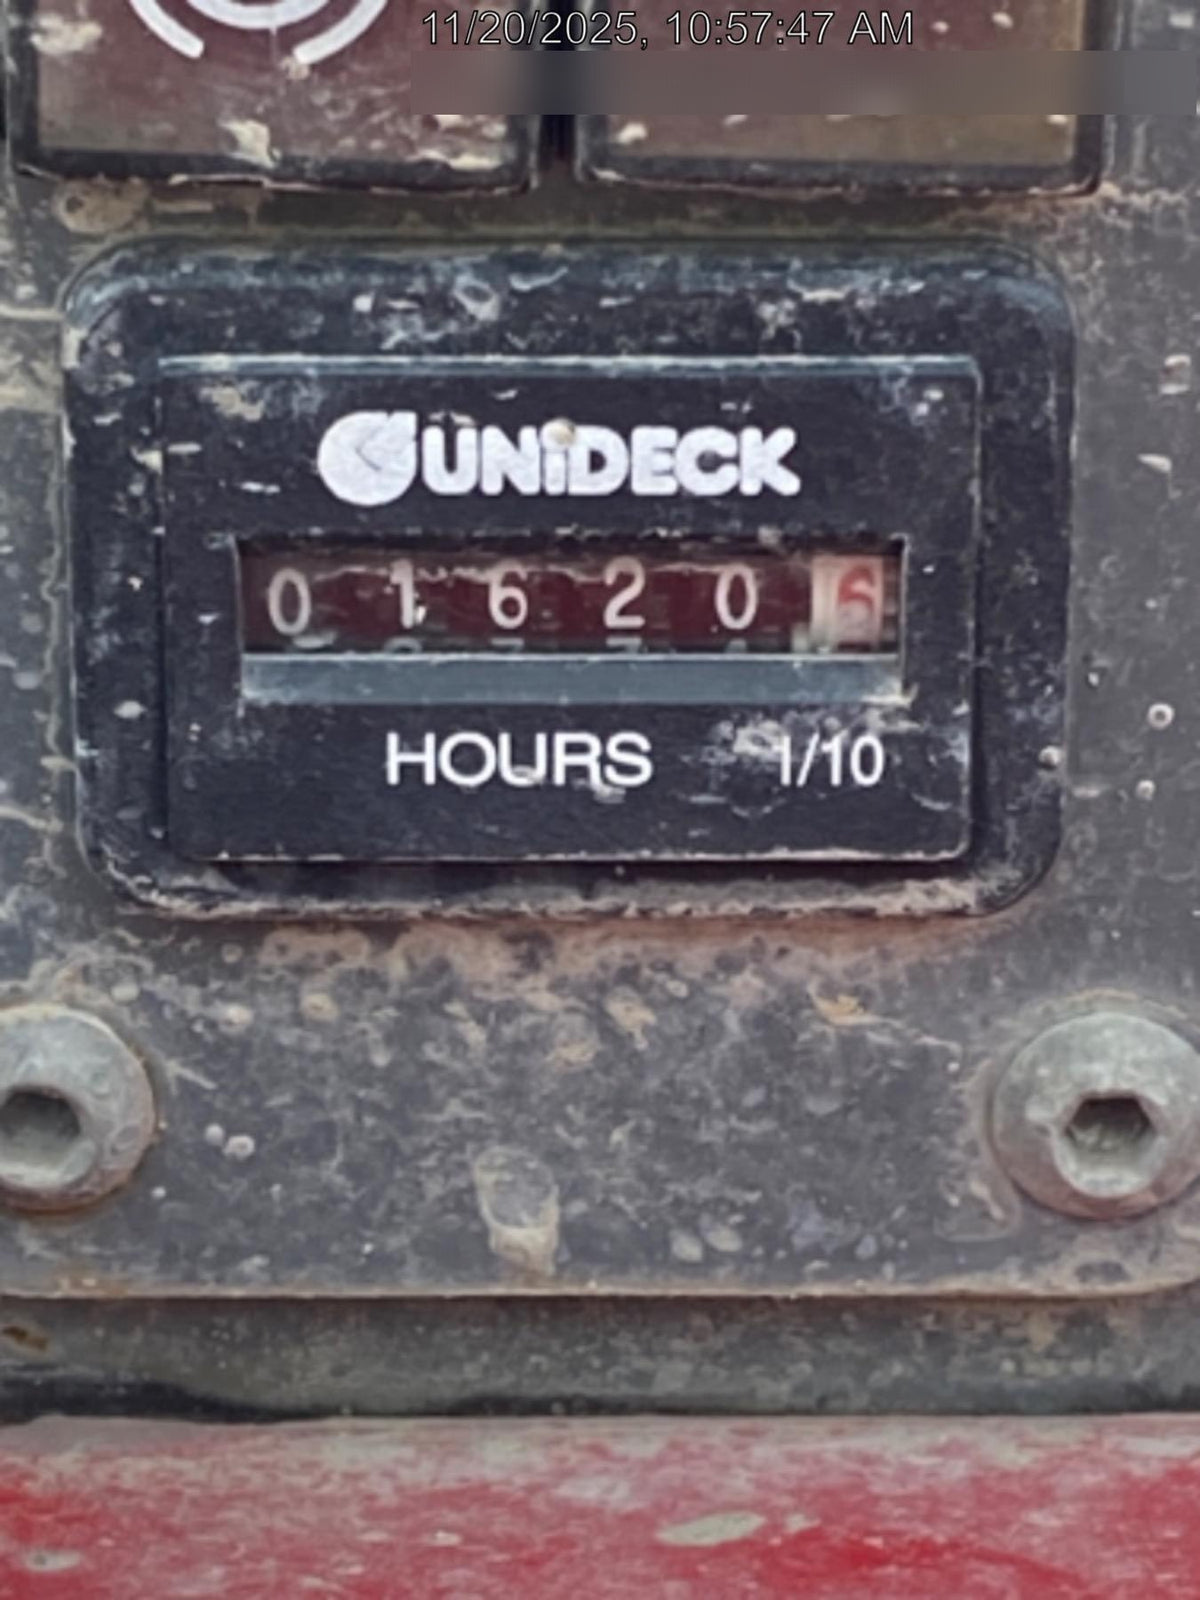 11/20/2025, 10:57:47 AM
UNiDECK
0 1 6 2 0 6
HOURS 1/10